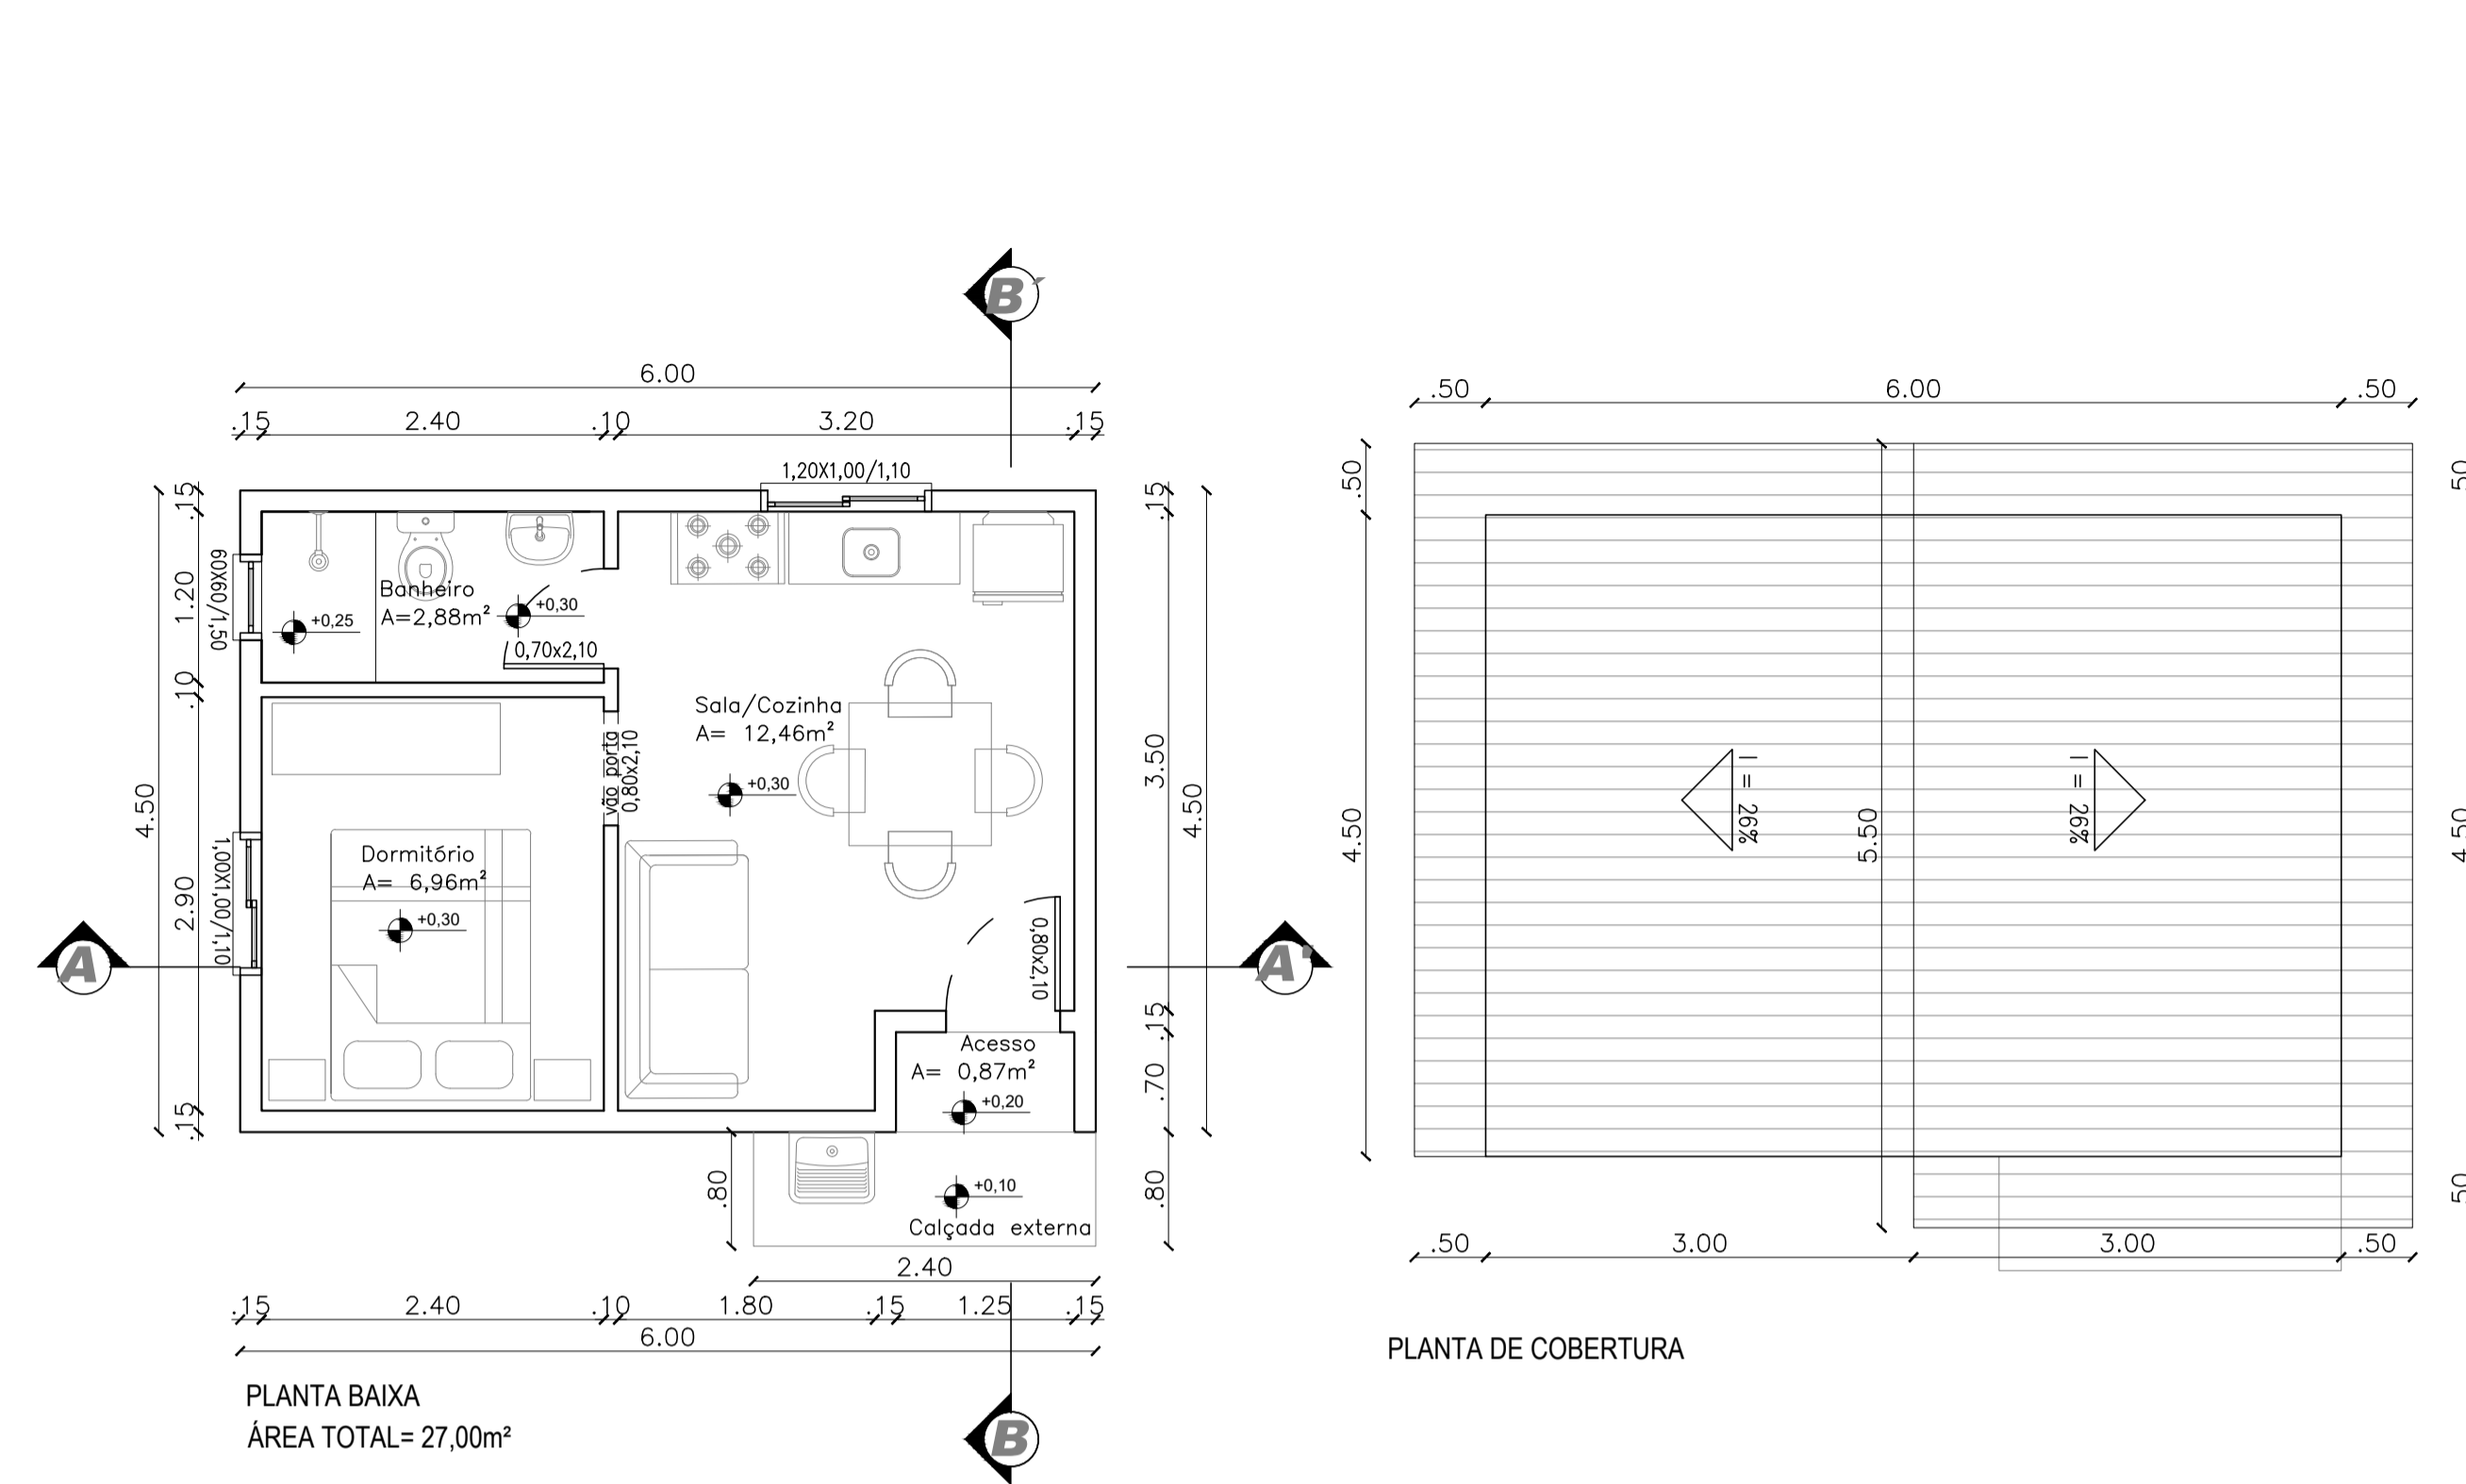 B´
6.00
.15 2.40 .10 3.20 .15
1,20X1,00/1,10
4.50
.15
1.20
.10
2.90
.15
60X60/1,50
1,00X1,00/1,10
Banheiro
A=2,88m²
+0,25
+0,30
0,70x2,10
Sala/Cozinha
A= 12,46m²
+0,30
vão porta
0,80x2,10
Dormitório
A= 6,96m²
+0,30
0,80x2,10
Acesso
A= 0,87m²
+0,20
+0,10
Calçada externa
.15
3.50
.15
.70
.80
4.50
A
A'
.80
2.40
.15 2.40 .10 1.80 .15 1.25 .15
6.00
PLANTA BAIXA
ÁREA TOTAL= 27,00m²
B
.50 6.00 .50
.50
4.50
5.50
I = 26%
I = 26%
50
4.50
50
.50 3.00 3.00 .50
PLANTA DE COBERTURA